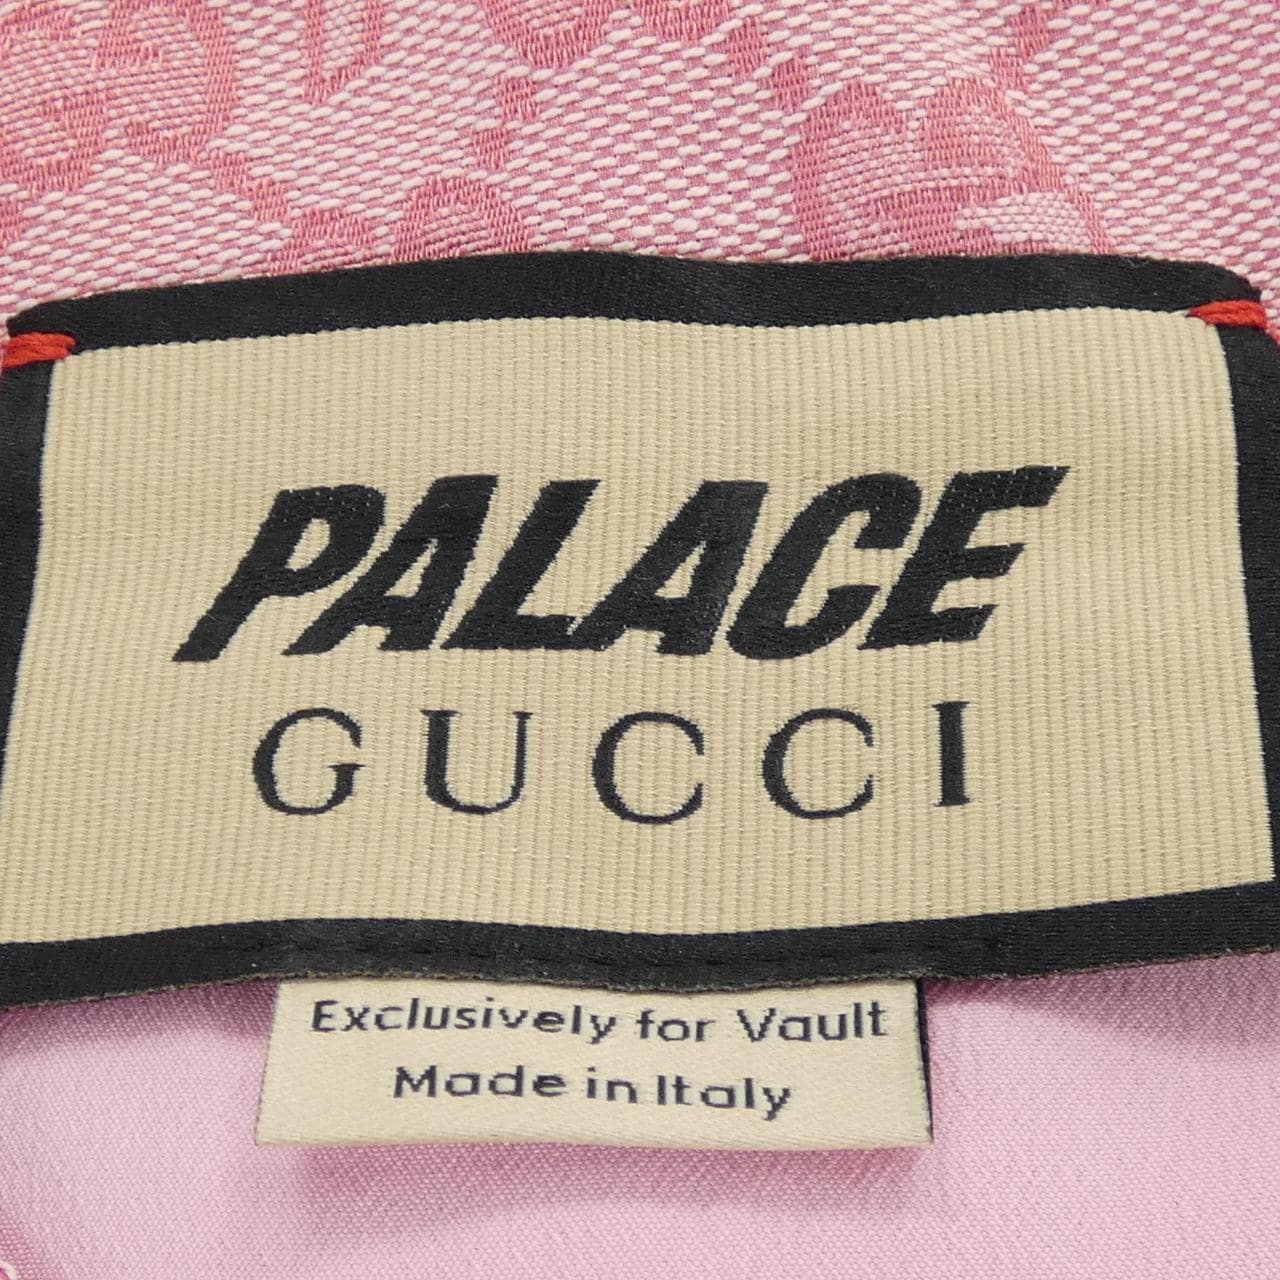 PALACE
GUCCI
Exclusively for Vault
Made in Italy